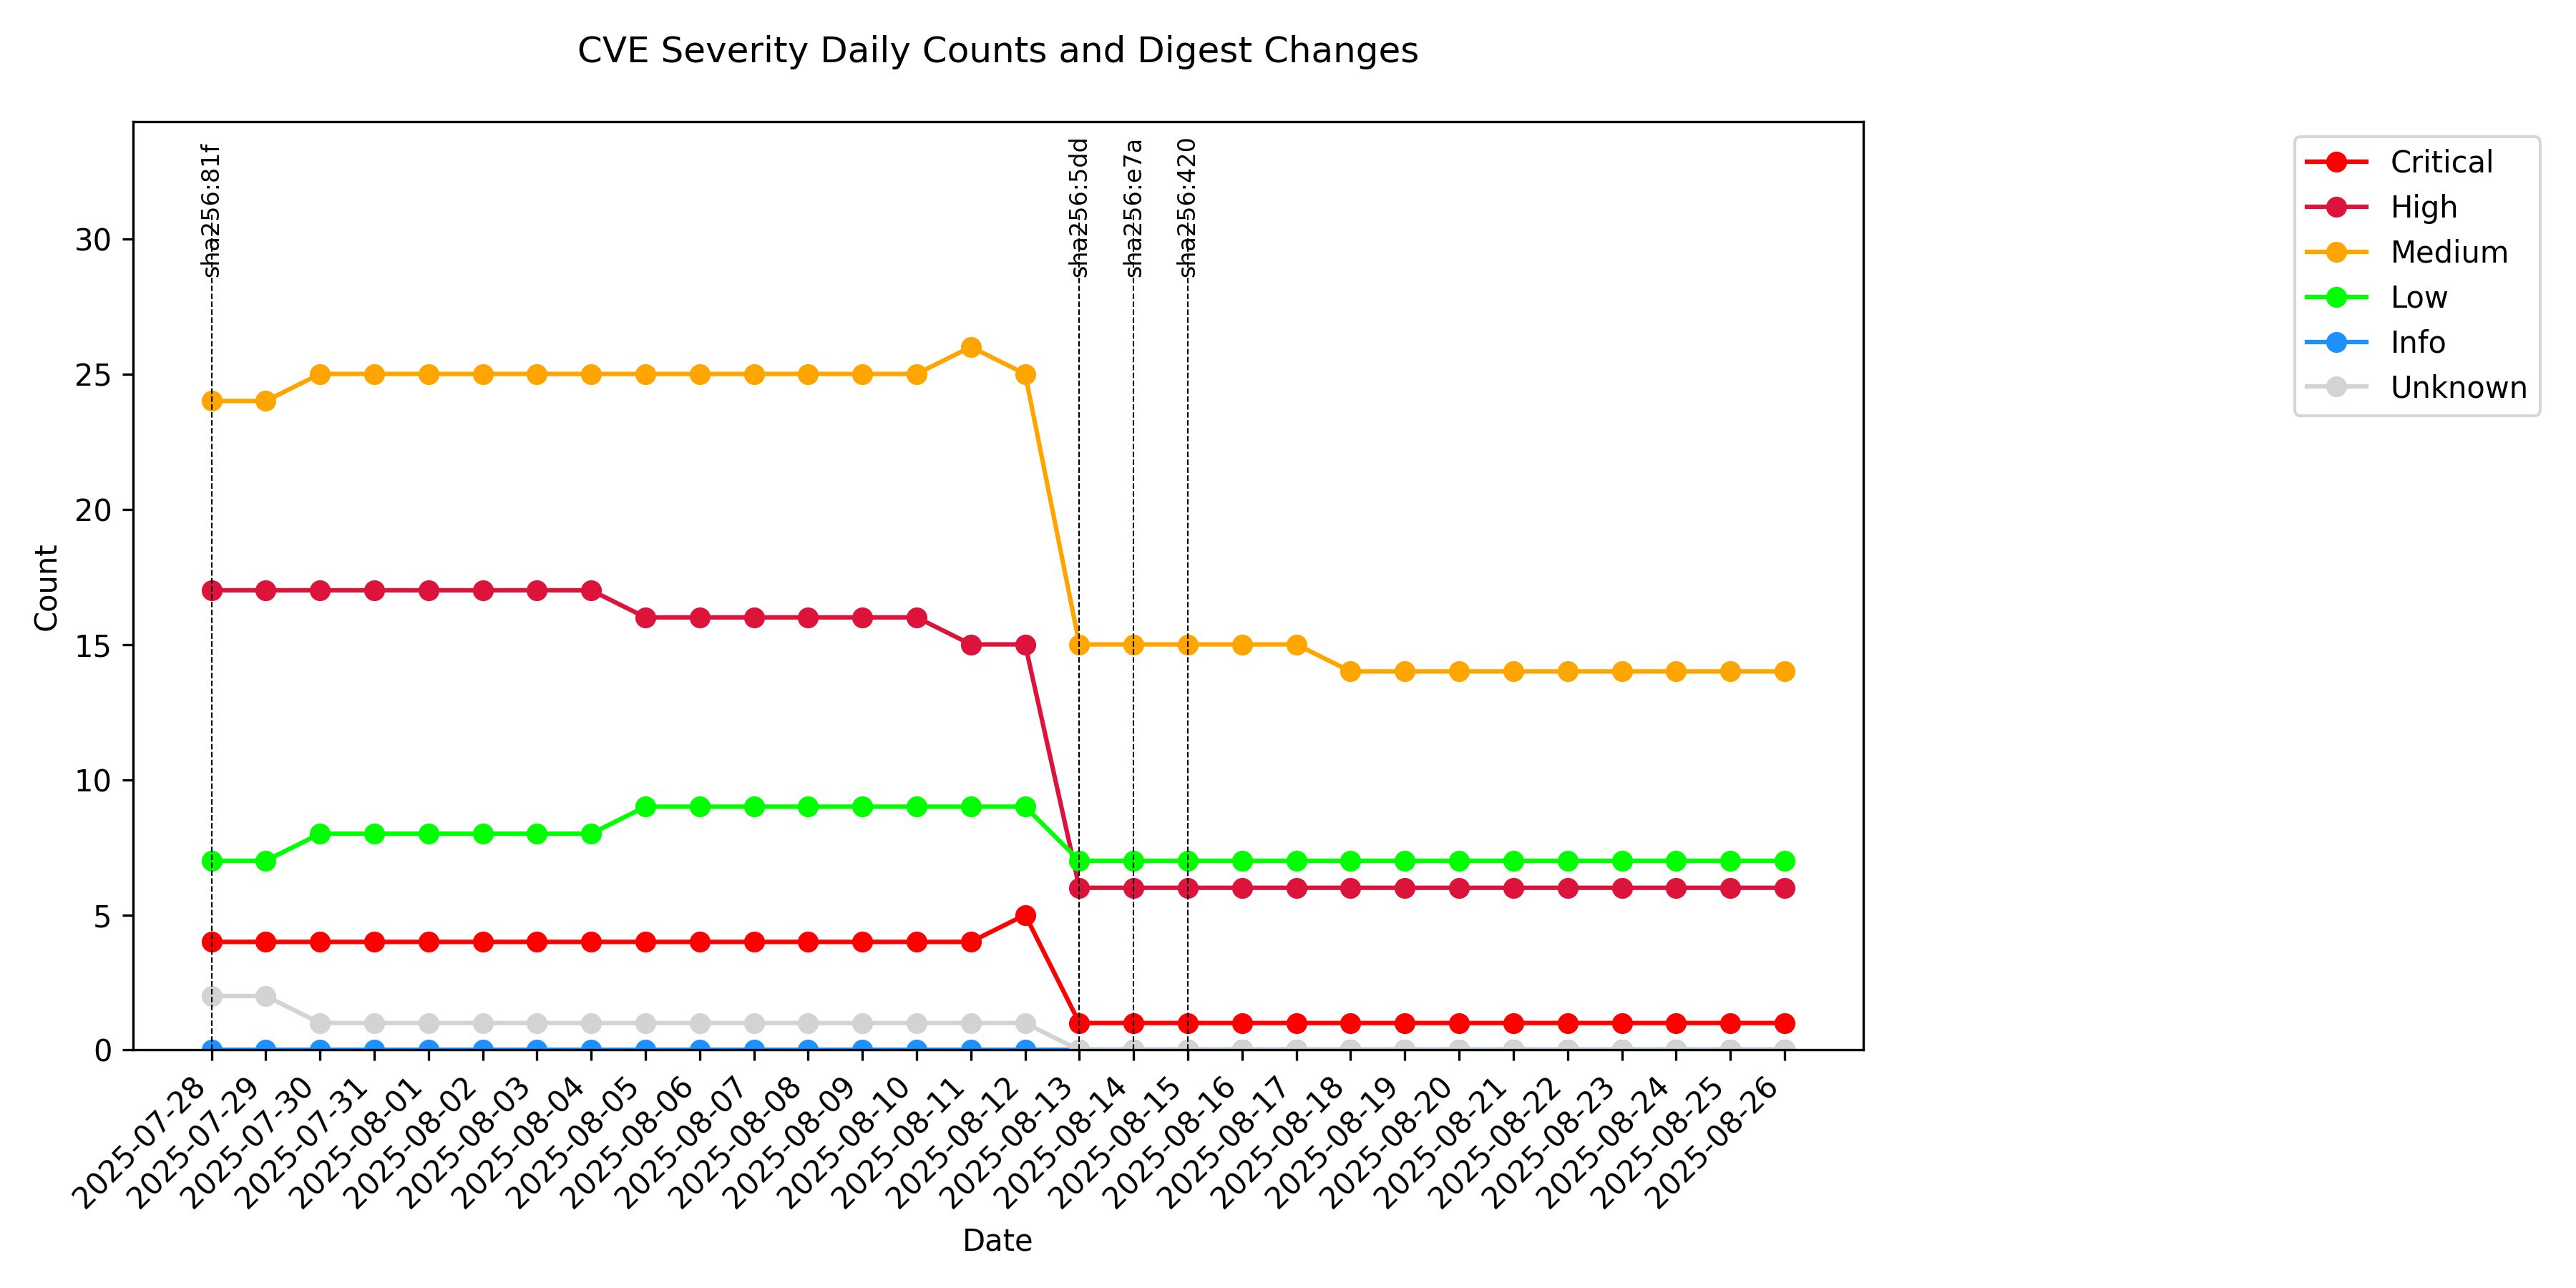 CVE Severity Daily Counts and Digest Changes
sha256:81f
sha256:5dd
sha256:e7a
sha256:420
Critical
High
Medium
Low
Info
Unknown
Count
30
25
20
15
10
5
0
2025-07-28
2025-07-29
2025-07-30
2025-07-31
2025-08-01
2025-08-02
2025-08-03
2025-08-04
2025-08-05
2025-08-06
2025-08-07
2025-08-08
2025-08-09
2025-08-10
2025-08-11
2025-08-12
2025-08-13
2025-08-14
2025-08-15
2025-08-16
2025-08-17
2025-08-18
2025-08-19
2025-08-20
2025-08-21
2025-08-22
2025-08-23
2025-08-24
2025-08-25
2025-08-26
Date